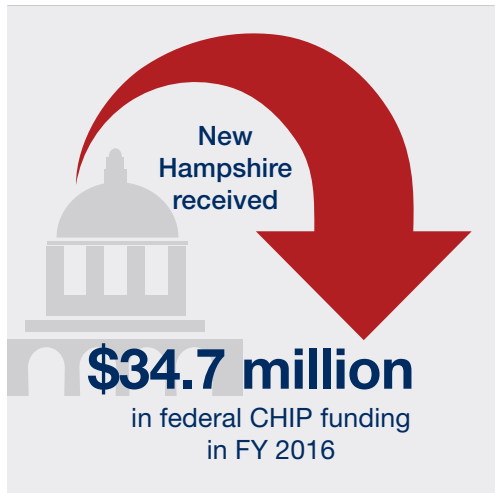 New
Hampshire
received
$34.7 million
in federal CHIP funding
in FY 2016